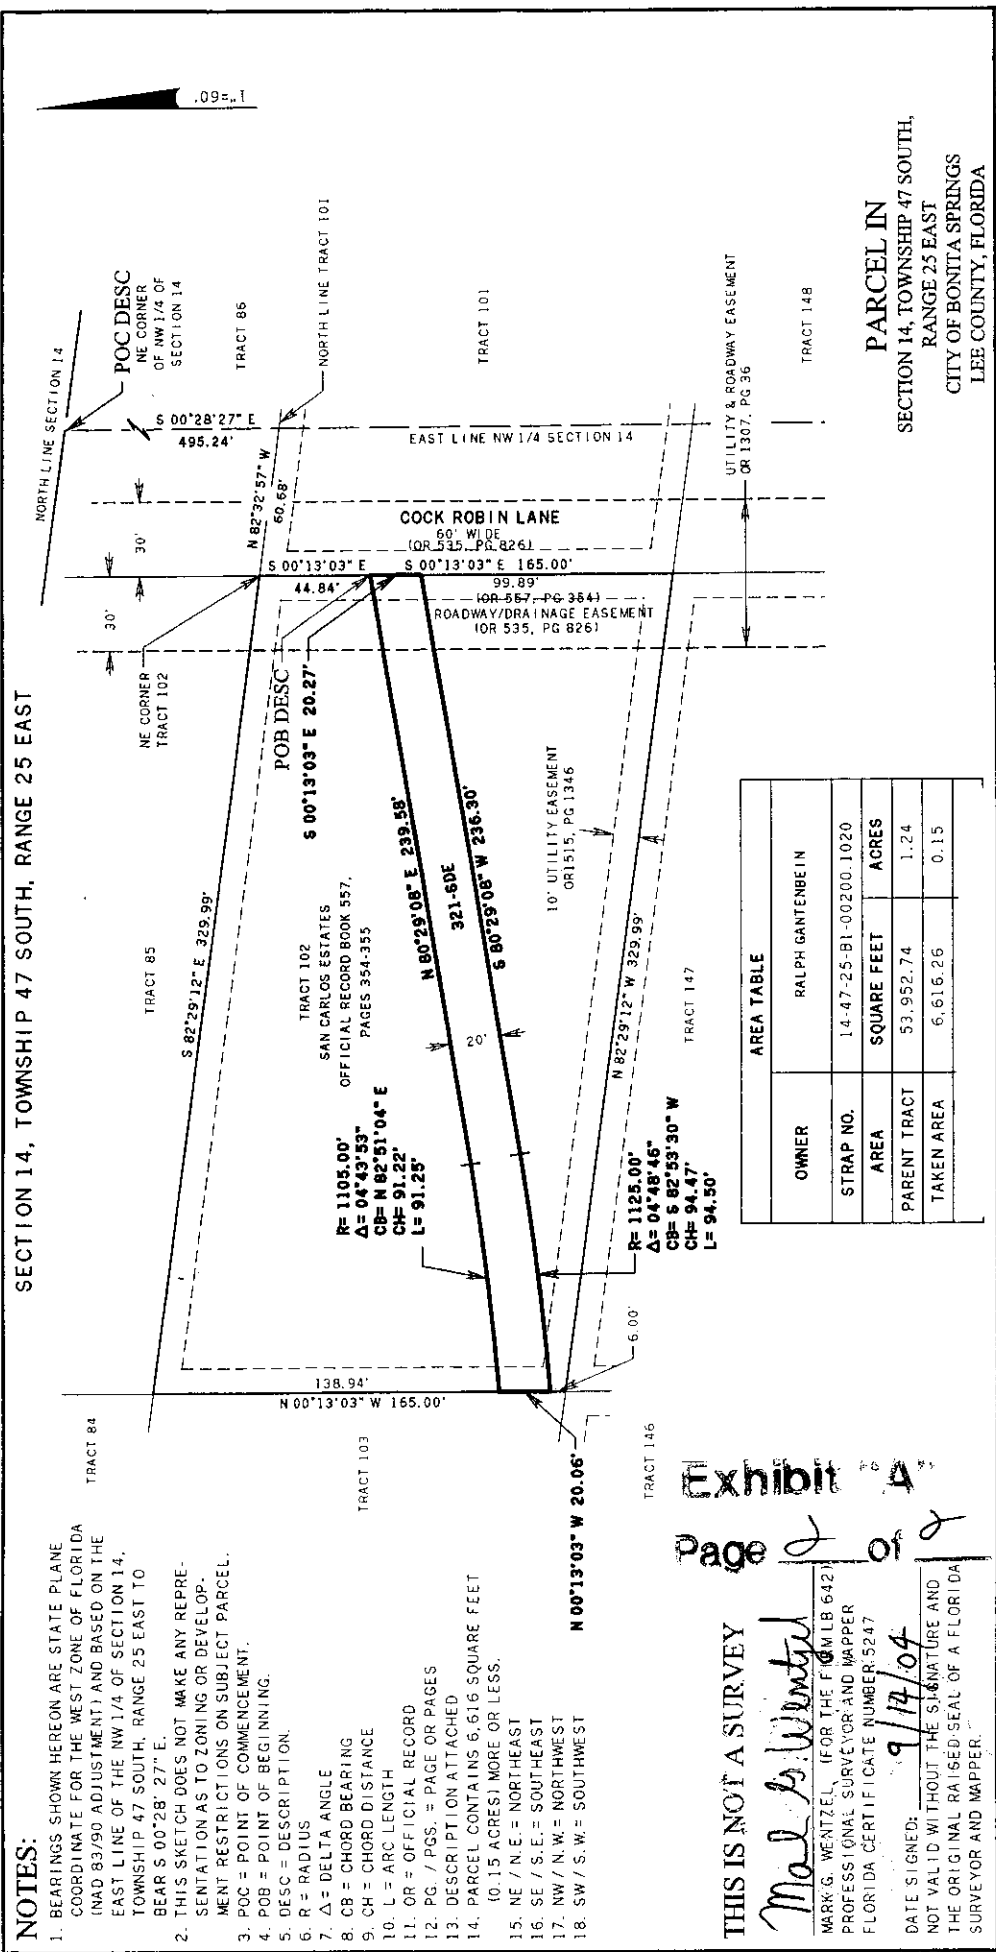 SECTION 14, TOWNSHIP 47 SOUTH, RANGE 25 EAST
NOTES:
1. BEARINGS SHOWN HEREON ARE STATE PLANE
COORDINATE FOR THE WEST ZONE OF FLORIDA
(NAD 83/90 ADJUSTMENT) AND BASED ON THE
EAST LINE OF THE NW 1/4 OF SECTION 14,
TOWNSHIP 47 SOUTH, RANGE 25 EAST TO
BEAR S 00°28' 27" E.
2. THIS SKETCH DOES NOT MAKE ANY REPRE-
SENTATION AS TO ZONING OR DEVELOP-
MENT RESTRICTIONS ON SUBJECT PARCEL.
3. POC = POINT OF COMMENCEMENT.
4. POB = POINT OF BEGINNING.
5. DESC = DESCRIPTION.
6. R = RADIUS
7. Δ = DELTA ANGLE
8. CB = CHORD BEARING
9. CH = CHORD DISTANCE
10. L = ARC LENGTH
11. OR = OFFICIAL RECORD
12. PG. / PGS. = PAGE OR PAGES
13. DESCRIPTION ATTACHED
14. PARCEL CONTAINS 6,616 SQUARE FEET
(0.15 ACRES) MORE OR LESS.
15. NE / N.E. = NORTHEAST
16. SE / S.E. = SOUTHEAST
17. NW / N.W. = NORTHWEST
18. SW / S.W. = SOUTHWEST
THIS IS NOT A SURVEY
Mark G. Wentzel
MARK G. WENTZEL (FOR THE FIRM LB 642)
PROFESSIONAL SURVEYOR AND MAPPER
FLORIDA CERTIFICATE NUMBER 5247
DATE SIGNED: 9/14/04
NOT VALID WITHOUT THE SIGNATURE AND
THE ORIGINAL RAISED SEAL OF A FLORIDA
SURVEYOR AND MAPPER.
Exhibit "A"
Page 2 of 2
TRACT 84
TRACT 103
TRACT 146
138.94'
N 00°13'03" W 165.00'
N 00°13'03" W 20.06'
6.00'
TRACT 85
S 82°29'12" E 329.99'
TRACT 102
SAN CARLOS ESTATES
OFFICIAL RECORD BOOK 557,
PAGES 354-355
R= 1105.00'
Δ= 04°43'53"
CB= N 82°51'04" E
CH= 91.22'
L= 91.25'
N 80°29'08" E 239.58'
321-SDE
20'
S 80°29'08" W 236.30'
R= 1125.00'
Δ= 04°48'46"
CB= S 82°53'30" W
CH= 94.47'
L= 94.50'
10' UTILITY EASEMENT
OR1515, PG 1346
N 82°29'12" W 329.99'
TRACT 147
NE CORNER
TRACT 102
30'
30'
POB DESC
S 00°13'03" E 20.27'
S 00°13'03" E
44.84'
S 00°13'03" E 165.00'
99.89'
(OR 557, PG 354)
ROADWAY/DRAINAGE EASEMENT
(OR 535, PG 826)
COCK ROBIN LANE
60' WIDE
(OR 535, PG 826)
N 82°32'57" W
60.68'
S 00°28'27" E
495.24'
EAST LINE NW 1/4 SECTION 14
NORTH LINE SECTION 14
POC DESC
NE CORNER
OF NW 1/4 OF
SECTION 14
TRACT 86
NORTH LINE TRACT 101
TRACT 101
UTILITY & ROADWAY EASEMENT
OR 1307, PG 36
TRACT 148
1"=60'
AREA TABLE
OWNER RALPH GANTENBEIN
STRAP NO. 14-47-25-B1-00200.1020
AREA SQUARE FEET ACRES
PARENT TRACT 53,952.74 1.24
TAKEN AREA 6,616.26 0.15
PARCEL IN
SECTION 14, TOWNSHIP 47 SOUTH,
RANGE 25 EAST
CITY OF BONITA SPRINGS
LEE COUNTY, FLORIDA